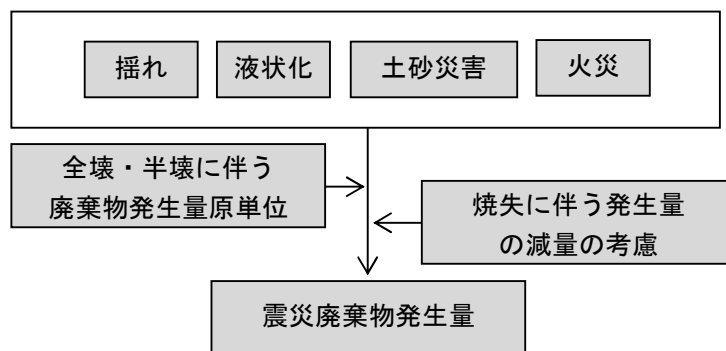 揺れ
液状化
土砂災害
火災
全壊・半壊に伴う
廃棄物発生量原単位
焼失に伴う発生量
の減量の考慮
震災廃棄物発生量